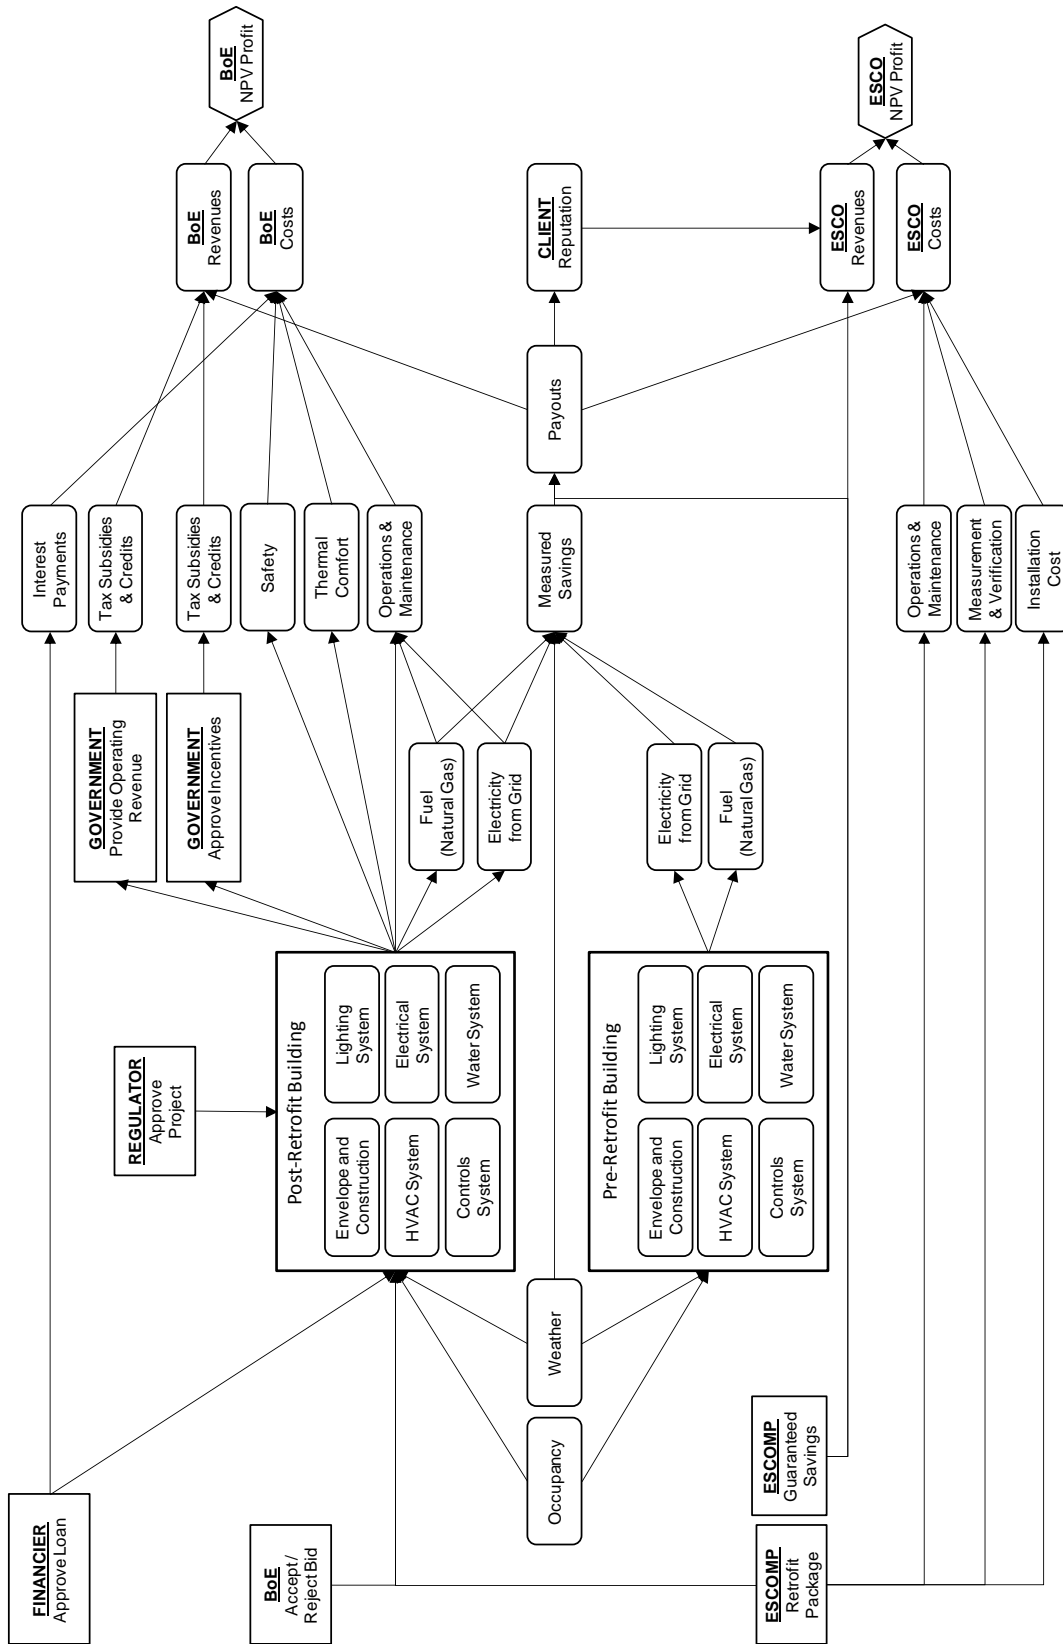 FINANCIER
Approve Loan
BoE
Accept /
Reject Bid
ESCOMP
Retrofit
Package
ESCOMP
Guaranteed
Savings
Occupancy
Weather
REGULATOR
Approve
Project
Post-Retrofit Building
Envelope and
Construction
Lighting
System
HVAC System
Electrical
System
Controls
System
Water System
Pre-Retrofit Building
Envelope and
Construction
Lighting
System
HVAC System
Electrical
System
Controls
System
Water System
GOVERNMENT
Provide Operating
Revenue
GOVERNMENT
Approve Incentives
Fuel
(Natural Gas)
Electricity
from Grid
Electricity
from Grid
Fuel
(Natural Gas)
Interest
Payments
Tax Subsidies
& Credits
Tax Subsidies
& Credits
Safety
Thermal
Comfort
Operations &
Maintenance
Measured
Savings
Operations &
Maintenance
Measurement
& Verification
Installation
Cost
Payouts
BoE
Revenues
BoE
Costs
CLIENT
Reputation
ESCO
Revenues
ESCO
Costs
BoE
NPV Profit
ESCO
NPV Profit